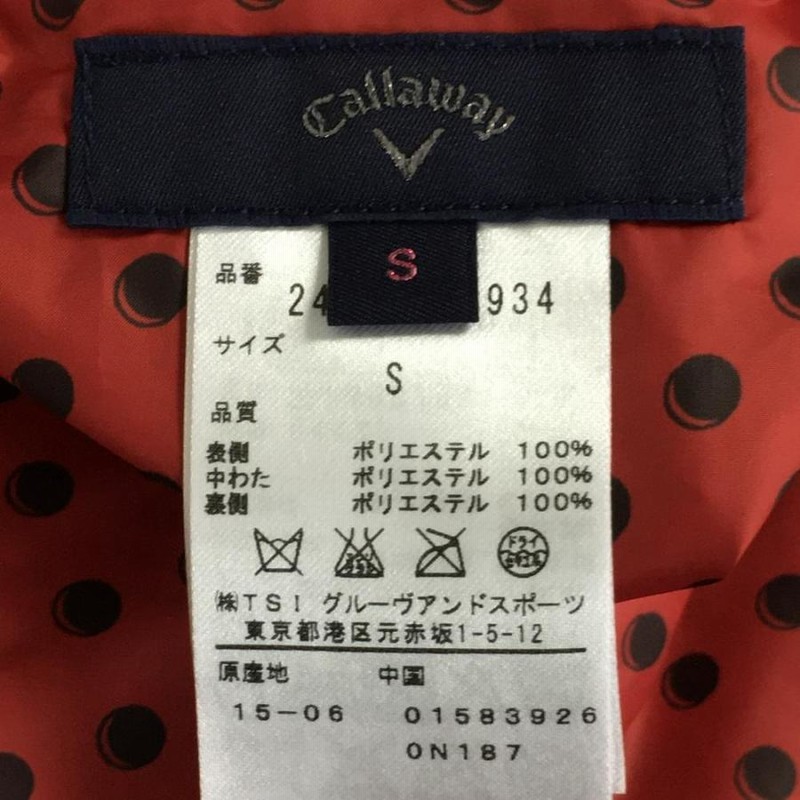 Callaway
S
品番
24 934
サイズ
S
品質
表側 ポリエステル 100%
中わた ポリエステル 100%
裏側 ポリエステル 100%
ドライ
㈱TSI グルーヴアンドスポーツ
東京都港区元赤坂1-5-12
原産地 中国
15-06 01583926
0N187